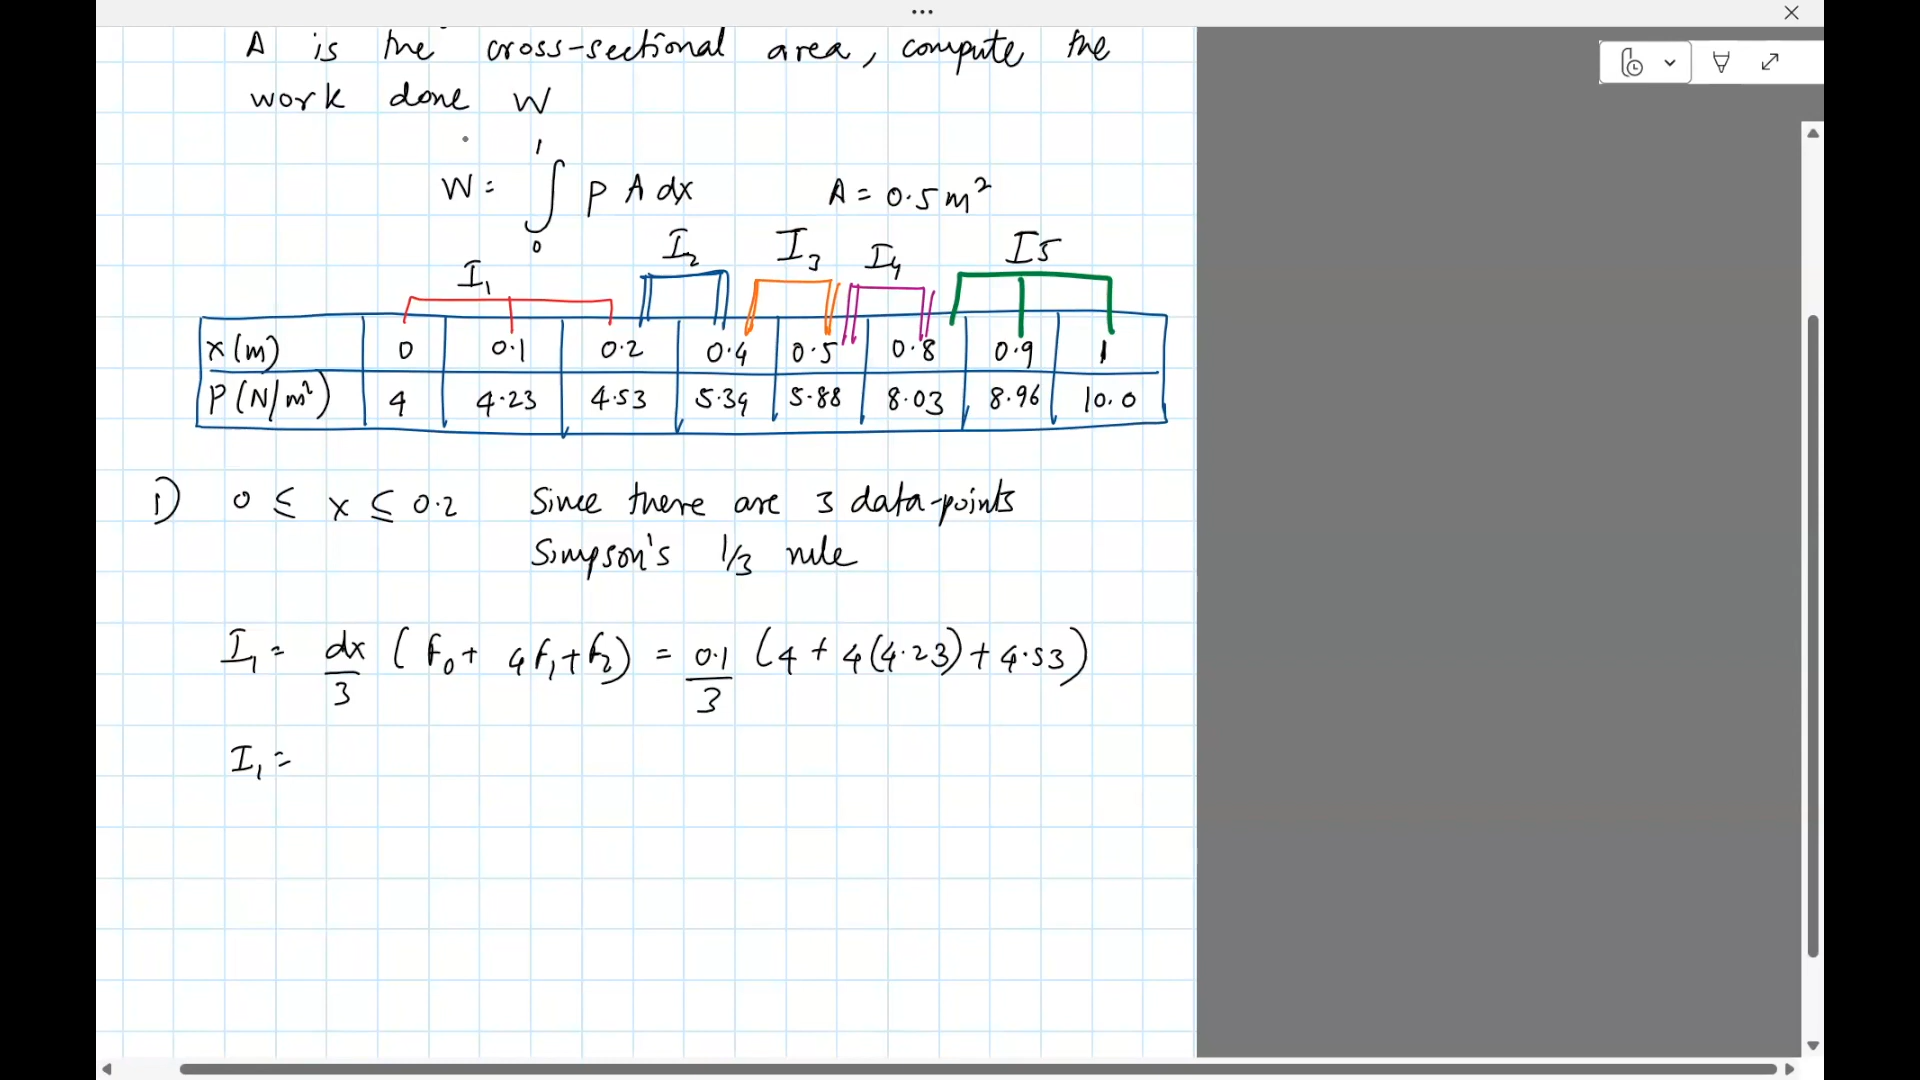 A is the cross-sectional area, compute the
work done W
W = ∫₀¹ P A dx A = 0.5 m²
I₁ I₂ I₃ I₄ I5
x (m) 0 0.1 0.2 0.4 0.5 0.8 0.9 1
P (N/m²) 4 4.23 4.53 5.39 5.88 8.03 8.96 10.0
1) 0 ≤ x ≤ 0.2 Since there are 3 data-points
Simpson's 1/3 rule
I₁ = dx/3 (f₀ + 4f₁ + f₂) = 0.1/3 (4 + 4(4.23) + 4.53)
I₁ =